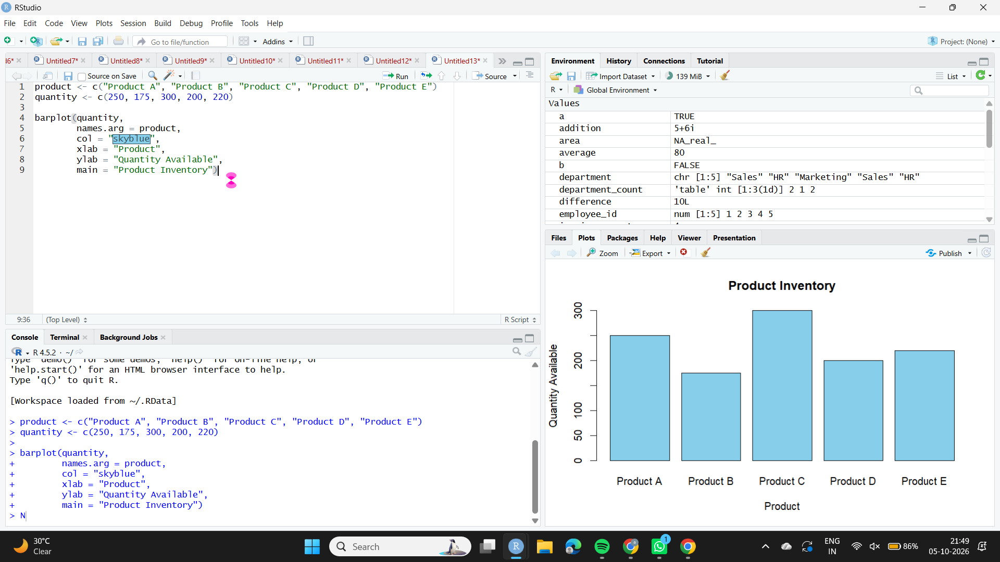 RStudio
File Edit Code View Plots Session Build Debug Profile Tools Help
Go to file/function Addins Project: (None)
Untitled7* Untitled8* Untitled9* Untitled10* Untitled11* Untitled12* Untitled13*
Source on Save Run Source
1 product <- c("Product A", "Product B", "Product C", "Product D", "Product E")
2 quantity <- c(250, 175, 300, 200, 220)
3
4 barplot(quantity,
5 names.arg = product,
6 col = "skyblue",
7 xlab = "Product",
8 ylab = "Quantity Available",
9 main = "Product Inventory")
9:36 (Top Level) R Script
Console Terminal Background Jobs
R 4.5.2 · ~/
Type 'demo()' for some demos, 'help()' for on-line help, or
'help.start()' for an HTML browser interface to help.
Type 'q()' to quit R.
[Workspace loaded from ~/.RData]
> product <- c("Product A", "Product B", "Product C", "Product D", "Product E")
> quantity <- c(250, 175, 300, 200, 220)
>
> barplot(quantity,
+ names.arg = product,
+ col = "skyblue",
+ xlab = "Product",
+ ylab = "Quantity Available",
+ main = "Product Inventory")
> N
Environment History Connections Tutorial
Import Dataset 139 MiB List
R Global Environment
Values
a TRUE
addition 5+6i
area NA_real_
average 80
b FALSE
department chr [1:5] "Sales" "HR" "Marketing" "Sales" "HR"
department_count 'table' int [1:3(1d)] 2 1 2
difference 10L
employee_id num [1:5] 1 2 3 4 5
Files Plots Packages Help Viewer Presentation
Zoom Export Publish
Product Inventory
Quantity Available
300
200
100
50
0
Product A Product B Product C Product D Product E
Product
30°C
Clear
Search
1
ENG
IN
86%
21:49
05-10-2026